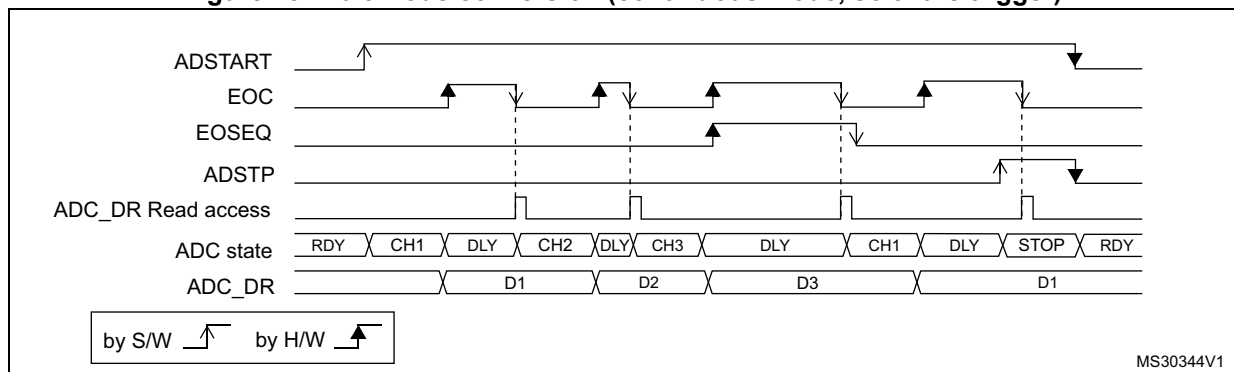 ADSTART
EOC
EOSEQ
ADSTP
ADC_DR Read access
ADC state RDY CH1 DLY CH2 DLY CH3 DLY CH1 DLY STOP RDY
ADC_DR D1 D2 D3 D1
by S/W by H/W
MS30344V1